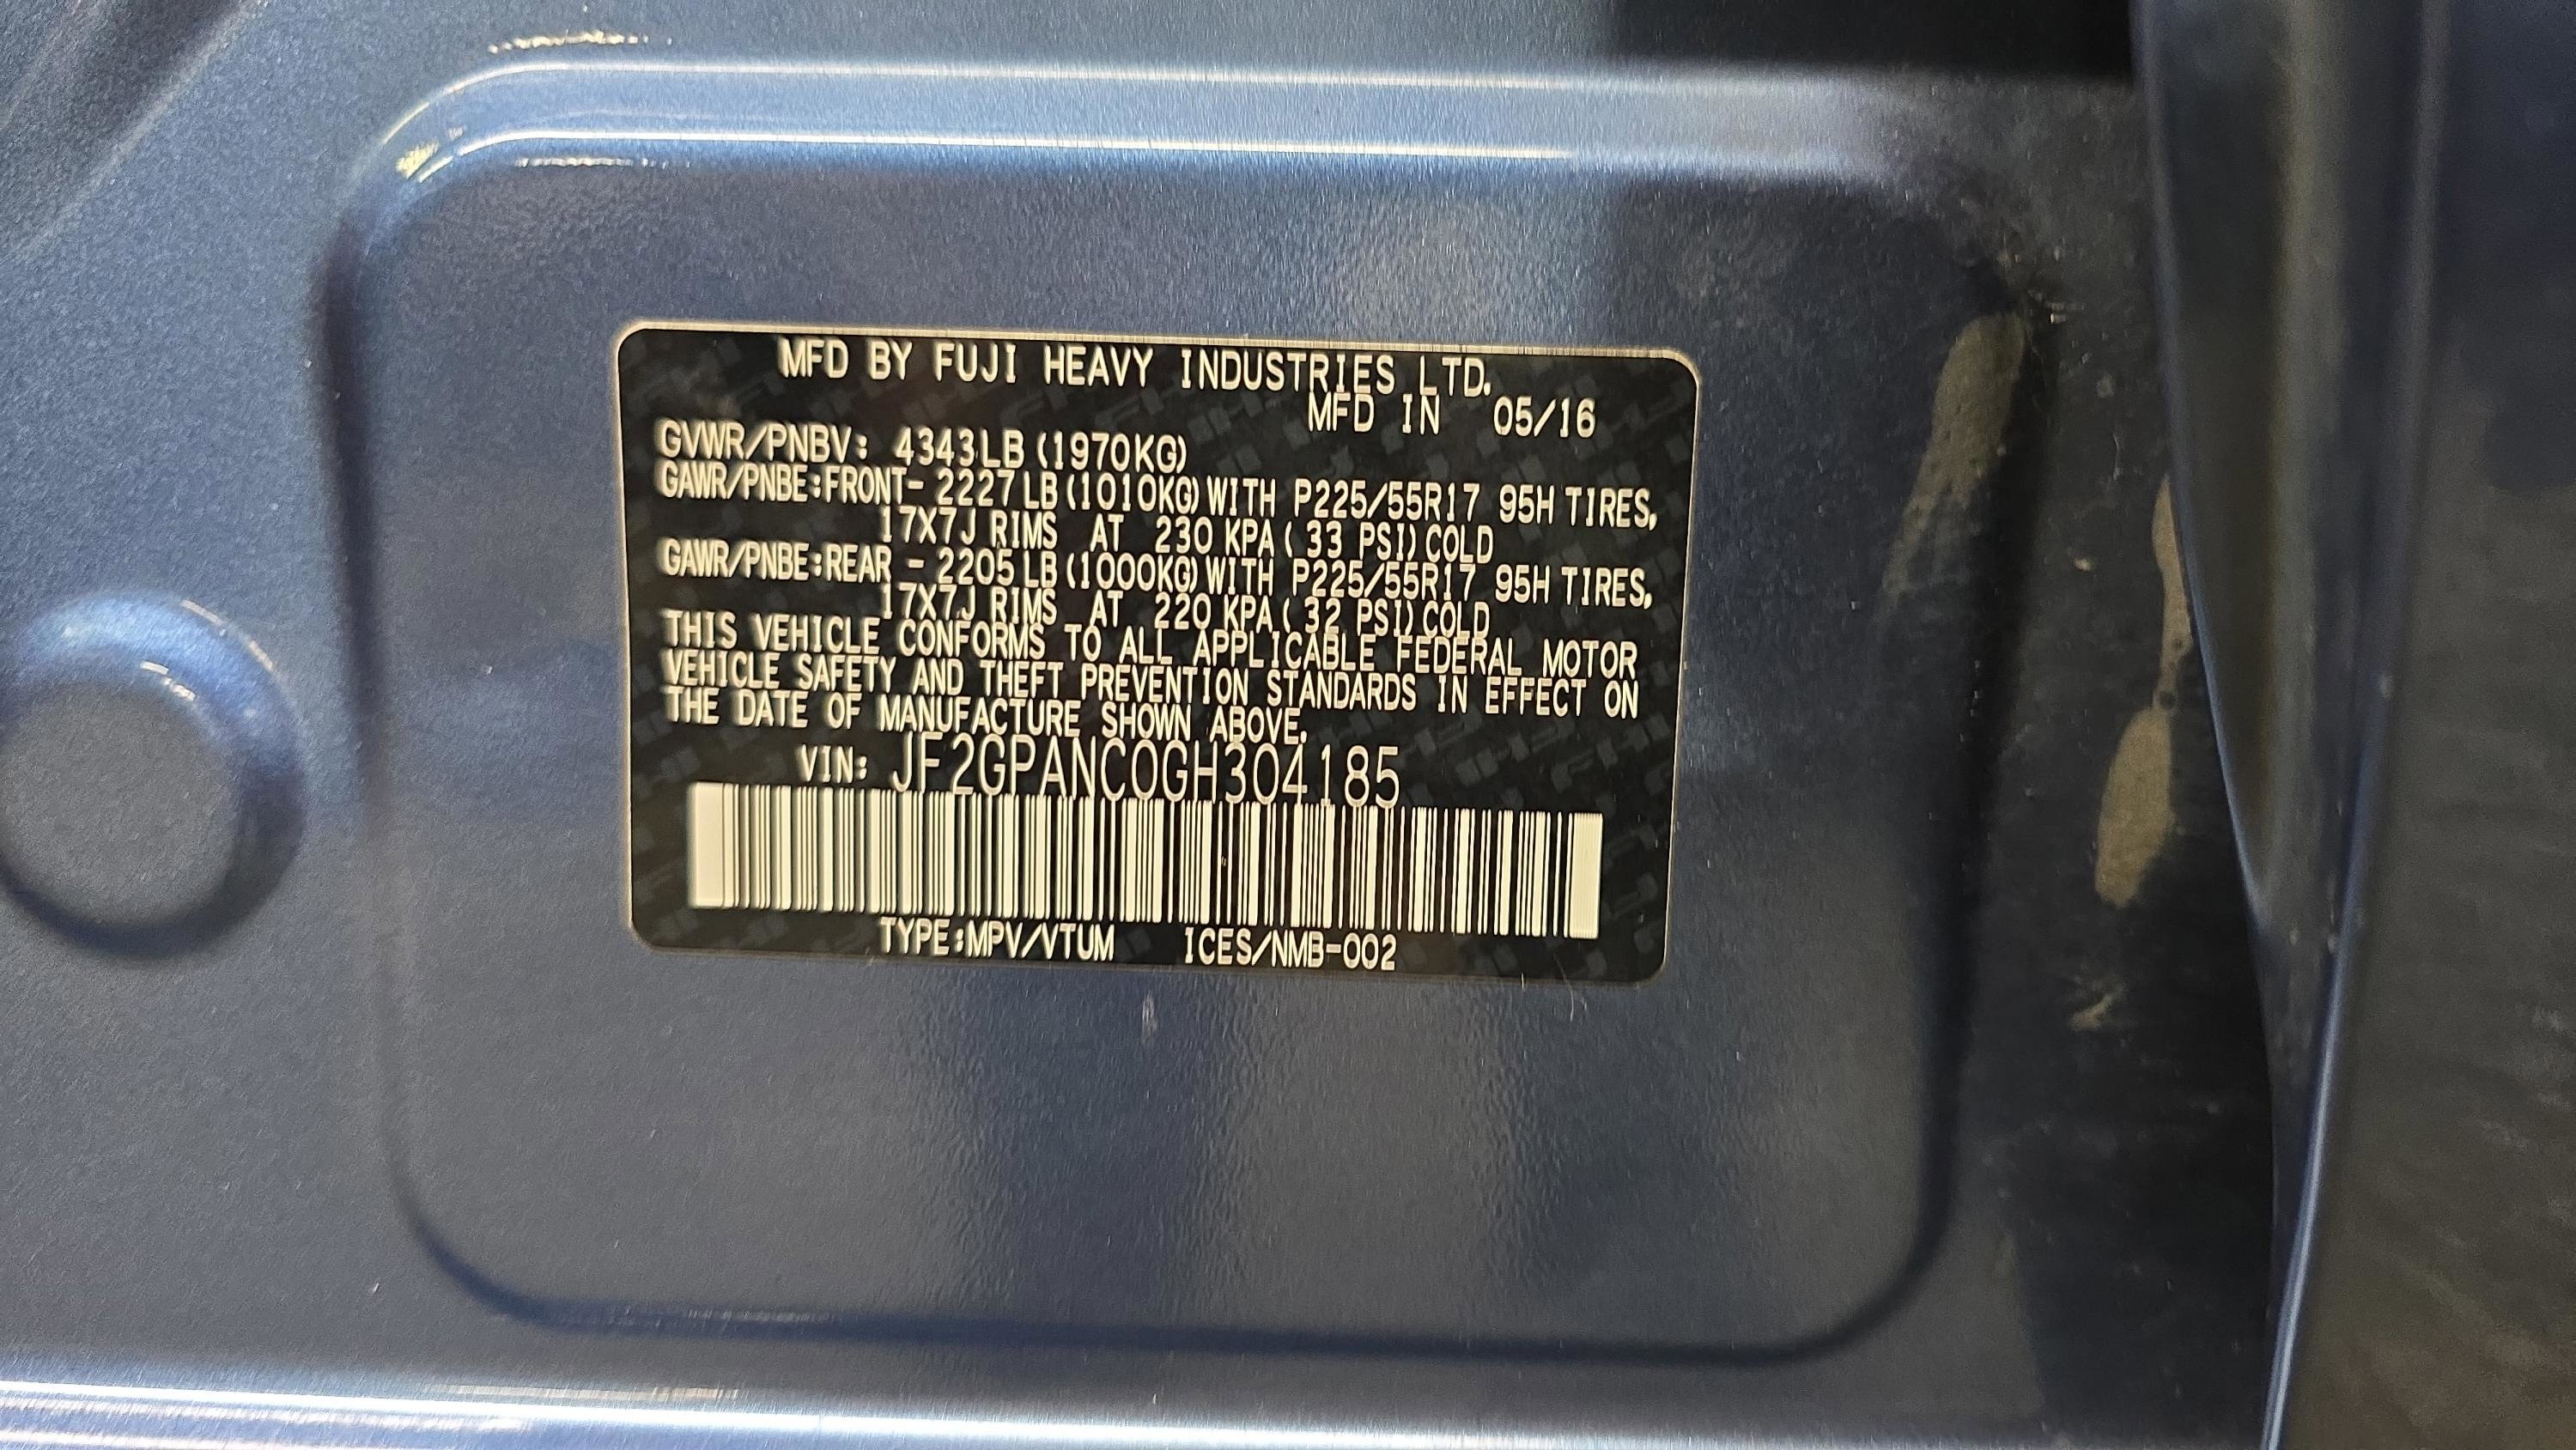 MFD BY FUJI HEAVY INDUSTRIES LTD.
MFD IN 05/16
GVWR/PNBV: 4343LB (1970KG)
GAWR/PNBE:FRONT- 2227LB (1010KG) WITH P225/55R17 95H TIRES,
17X7J RIMS AT 230 KPA ( 33 PSI) COLD
GAWR/PNBE:REAR - 2205LB (1000KG) WITH P225/55R17 95H TIRES,
17X7J RIMS AT 220 KPA ( 32 PSI) COLD
THIS VEHICLE CONFORMS TO ALL APPLICABLE FEDERAL MOTOR
VEHICLE SAFETY AND THEFT PREVENTION STANDARDS IN EFFECT ON
THE DATE OF MANUFACTURE SHOWN ABOVE.
VIN: JF2GPANC0GH304185
TYPE:MPV/VTUM ICES/NMB-002